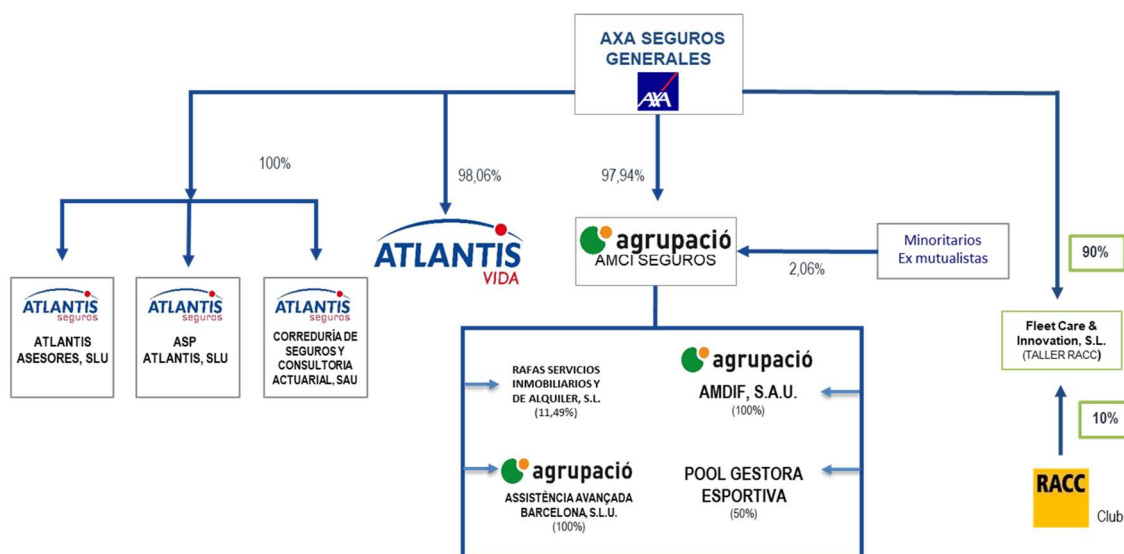 AXA SEGUROS
GENERALES
AXA
100%
98,06%
97,94%
ATLANTIS
VIDA
agrupació
AMCI SEGUROS
2,06%
Minoritarios
Ex mutualistas
90%
ATLANTIS
seguros
ATLANTIS
ASESORES, SLU
ATLANTIS
seguros
ASP
ATLANTIS, SLU
ATLANTIS
seguros
CORREDURÍA DE
SEGUROS Y
CONSULTORIA
ACTUARIAL, SAU
Fleet Care &
Innovation, S.L.
(TALLER RACC)
RAFAS SERVICIOS
INMOBILIARIOS Y
DE ALQUILER, S.L.
(11,49%)
agrupació
AMDIF, S.A.U.
(100%)
agrupació
ASSISTÈNCIA AVANÇADA
BARCELONA, S.L.U.
(100%)
POOL GESTORA
ESPORTIVA
(50%)
10%
RACC
Club